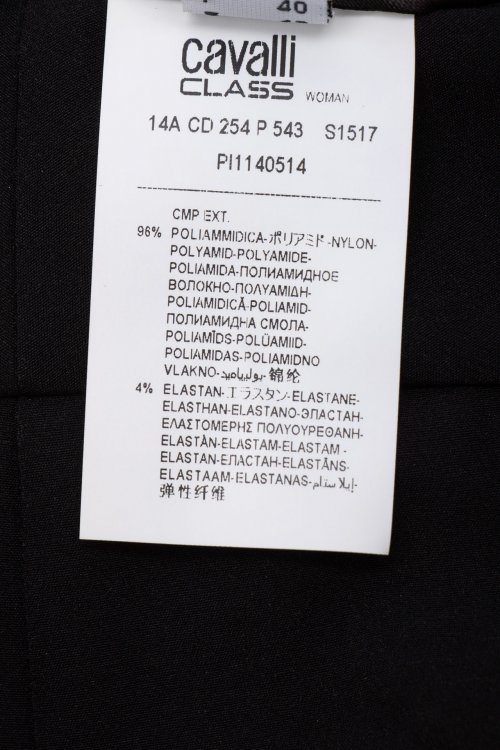 40
cavalli
CLASS WOMAN
14A CD 254 P 543 S1517
PI1140514
CMP EXT.
96% POLIAMMIDICA-ポリアミド-NYLON-
POLYAMID-POLYAMIDE-
POLIAMIDA-ПОЛИАМИДНОЕ
ВОЛОКНО-ΠΟΛΥΑΜΙΔΗ-
POLIAMIDICĂ-POLIAMID-
ПОЛИАМИДНА СМОЛА-
POLIAMĪDS-POLÜAMIID-
POLIAMIDAS-POLIAMIDNO
VLAKNO-بولياميد-锦纶
4% ELASTAN-エラスタン-ELASTANE-
ELASTHAN-ELASTANO-ЭЛАСТАН-
ΕΛΑΣΤΟΜΕΡΗΣ ΠΟΛΥΟΥΡΕΘΑΝΗ-
ELASTÀN-ELASTAM-ELASTAM -
ELASTAN-ЕЛАСТАН-ELASTĀNS-
ELASTAAM-ELASTANAS-إيلاستام-
弹性纤维